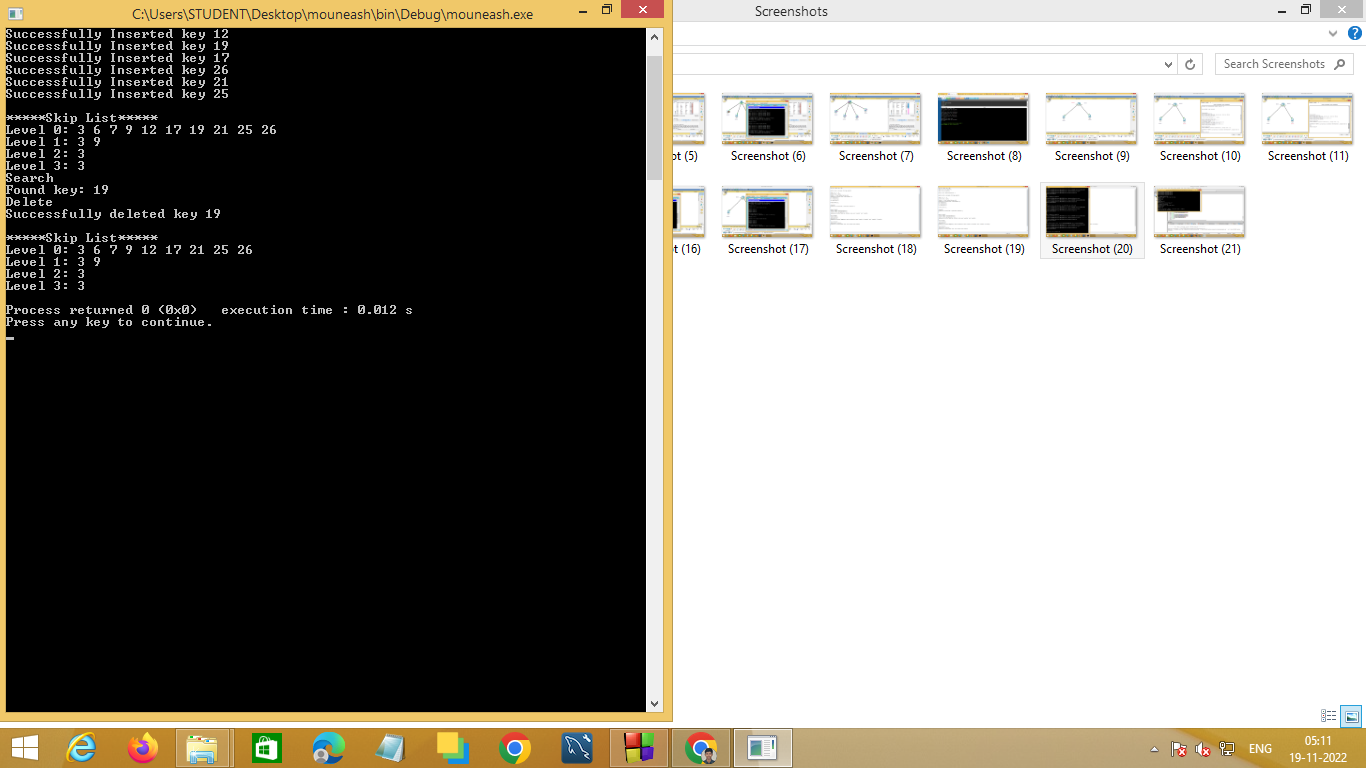 C:\Users\STUDENT\Desktop\mouneash\bin\Debug\mouneash.exe
Successfully Inserted key 12
Successfully Inserted key 19
Successfully Inserted key 17
Successfully Inserted key 26
Successfully Inserted key 21
Successfully Inserted key 25
*****Skip List*****
Level 0: 3 6 7 9 12 17 19 21 25 26
Level 1: 3 9
Level 2: 3
Level 3: 3
Search
Found key: 19
Delete
Successfully deleted key 19
*****Skip List*****
Level 0: 3 6 7 9 12 17 21 25 26
Level 1: 3 9
Level 2: 3
Level 3: 3
Process returned 0 (0x0)   execution time : 0.012 s
Press any key to continue.
Screenshots
Search Screenshots
t (5)
Screenshot (6)
Screenshot (7)
Screenshot (8)
Screenshot (9)
Screenshot (10)
Screenshot (11)
t (16)
Screenshot (17)
Screenshot (18)
Screenshot (19)
Screenshot (20)
Screenshot (21)
ENG
05:11
19-11-2022